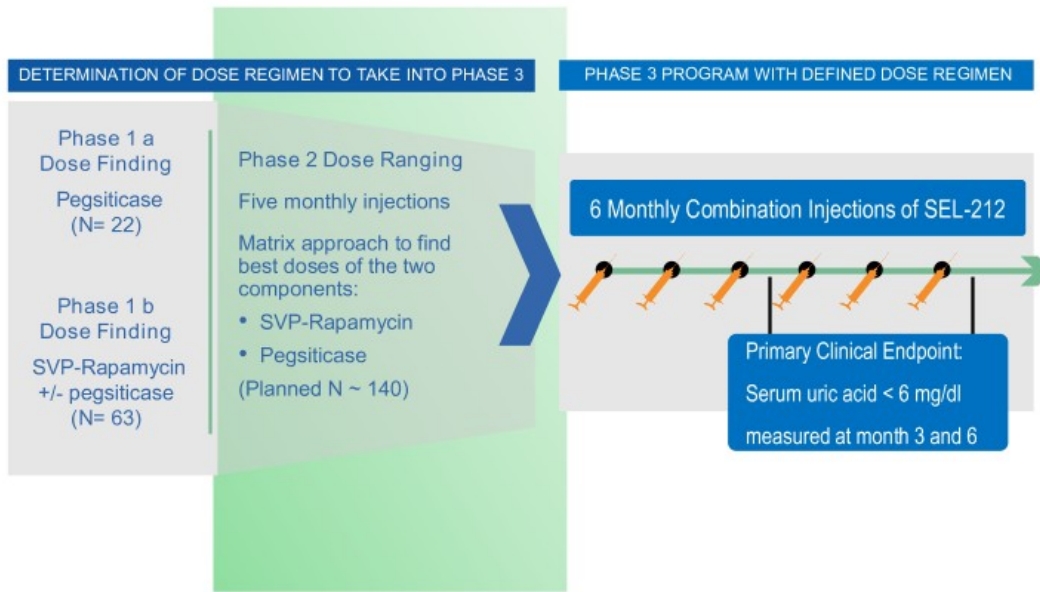 DETERMINATION OF DOSE REGIMEN TO TAKE INTO PHASE 3
Phase 1 a
Dose Finding
Pegsiticase
(N= 22)
Phase 1 b
Dose Finding
SVP-Rapamycin
+/- pegsiticase
(N= 63)
Phase 2 Dose Ranging
Five monthly injections
Matrix approach to find
best doses of the two
components:
• SVP-Rapamycin
• Pegsiticase
(Planned N ~ 140)
PHASE 3 PROGRAM WITH DEFINED DOSE REGIMEN
6 Monthly Combination Injections of SEL-212
Primary Clinical Endpoint:
Serum uric acid < 6 mg/dl
measured at month 3 and 6